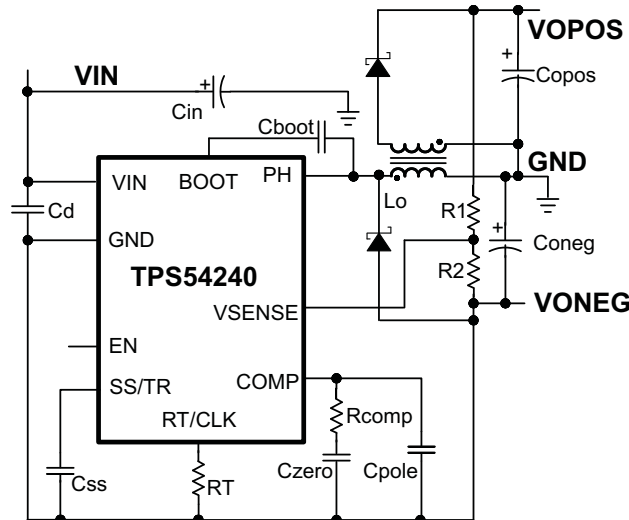 VOPOS
VIN
+
Copos
+
Cin
Cboot
GND
VIN
BOOT
PH
Lo
Cd
R1
+
GND
Coneg
TPS54240
R2
VSENSE
VONEG
EN
SS/TR
COMP
RT/CLK
Rcomp
Css
RT
Czero
Cpole